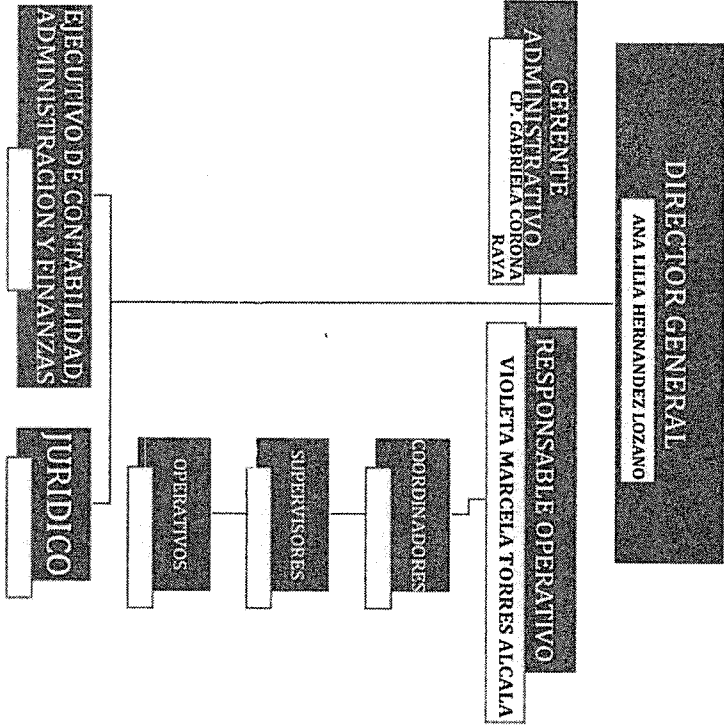 DIRECTOR GENERAL
ANA LILIA HERNANDEZ LOZANO
GERENTE
ADMINISTRATIVO
CP. GABRIELA CORONA
RAYA
RESPONSABLE OPERATIVO
VIOLETA MARCELA TORRES ALCALA
COORDINADORES
SUPERVISORES
OPERATIVOS
EJECUTIVO DE CONTABILIDAD,
ADMINISTRACION Y FINANZAS
JURIDICO